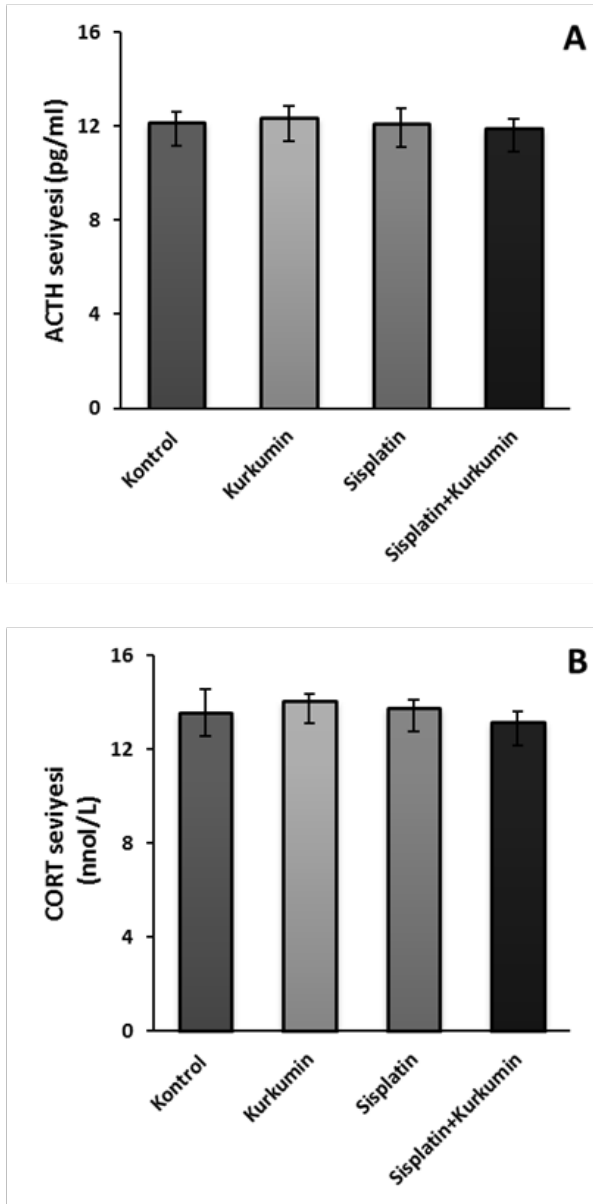 A
ACTH seviyesi (pg/ml)
16
12
8
4
0
Kontrol
Kurkumin
Sisplatin
Sisplatin+Kurkumin
B
CORT seviyesi
(nnol/L)
16
12
8
4
0
Kontrol
Kurkumin
Sisplatin
Sisplatin+Kurkumin